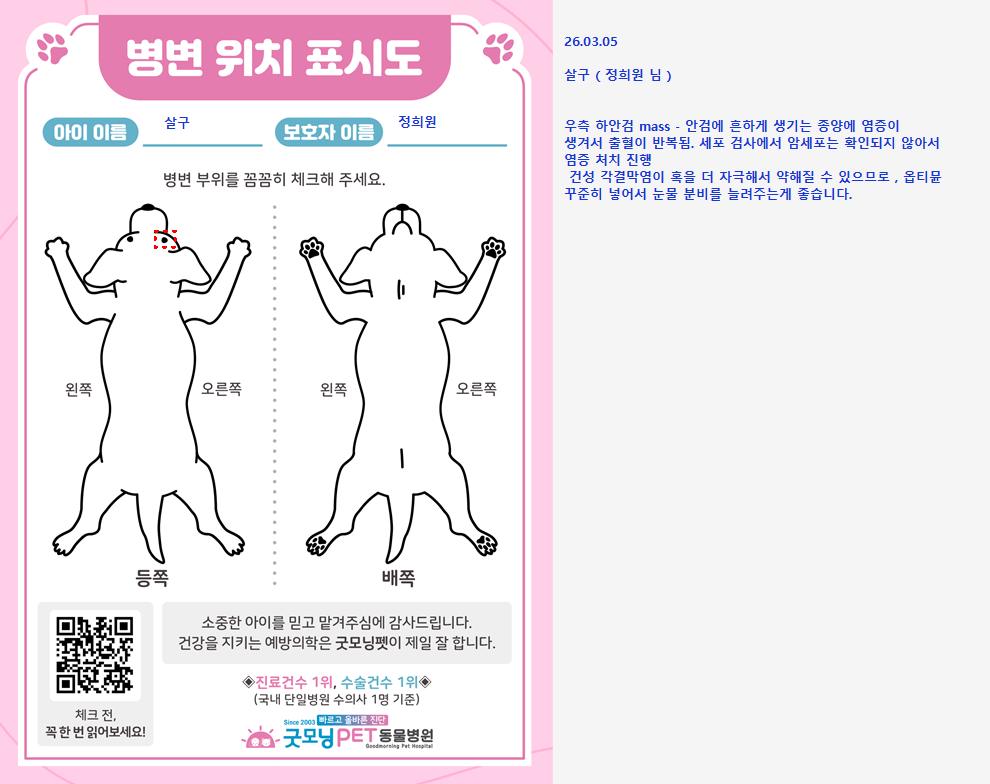 병변 위치 표시도
아이 이름 살구 보호자 이름 정희원
병변 부위를 꼼꼼히 체크해 주세요.
왼쪽 오른쪽 왼쪽 오른쪽
등쪽 배쪽
체크 전,
꼭 한 번 읽어보세요!
소중한 아이를 믿고 맡겨주심에 감사드립니다.
건강을 지키는 예방의학은 굿모닝펫이 제일 잘 합니다.
◈진료건수 1위, 수술건수 1위◈
(국내 단일병원 수의사 1명 기준)
Since 2003 빠르고 올바른 진단
굿모닝PET동물병원
Goodmorning Pet Hospital
26.03.05
살구 ( 정희원 님 )
우측 하안검 mass - 안검에 흔하게 생기는 종양에 염증이
생겨서 출혈이 반복됨. 세포 검사에서 암세포는 확인되지 않아서
염증 처치 진행
건성 각결막염이 혹을 더 자극해서 약해질 수 있으므로 , 옵티뮨
꾸준히 넣어서 눈물 분비를 늘려주는게 좋습니다.